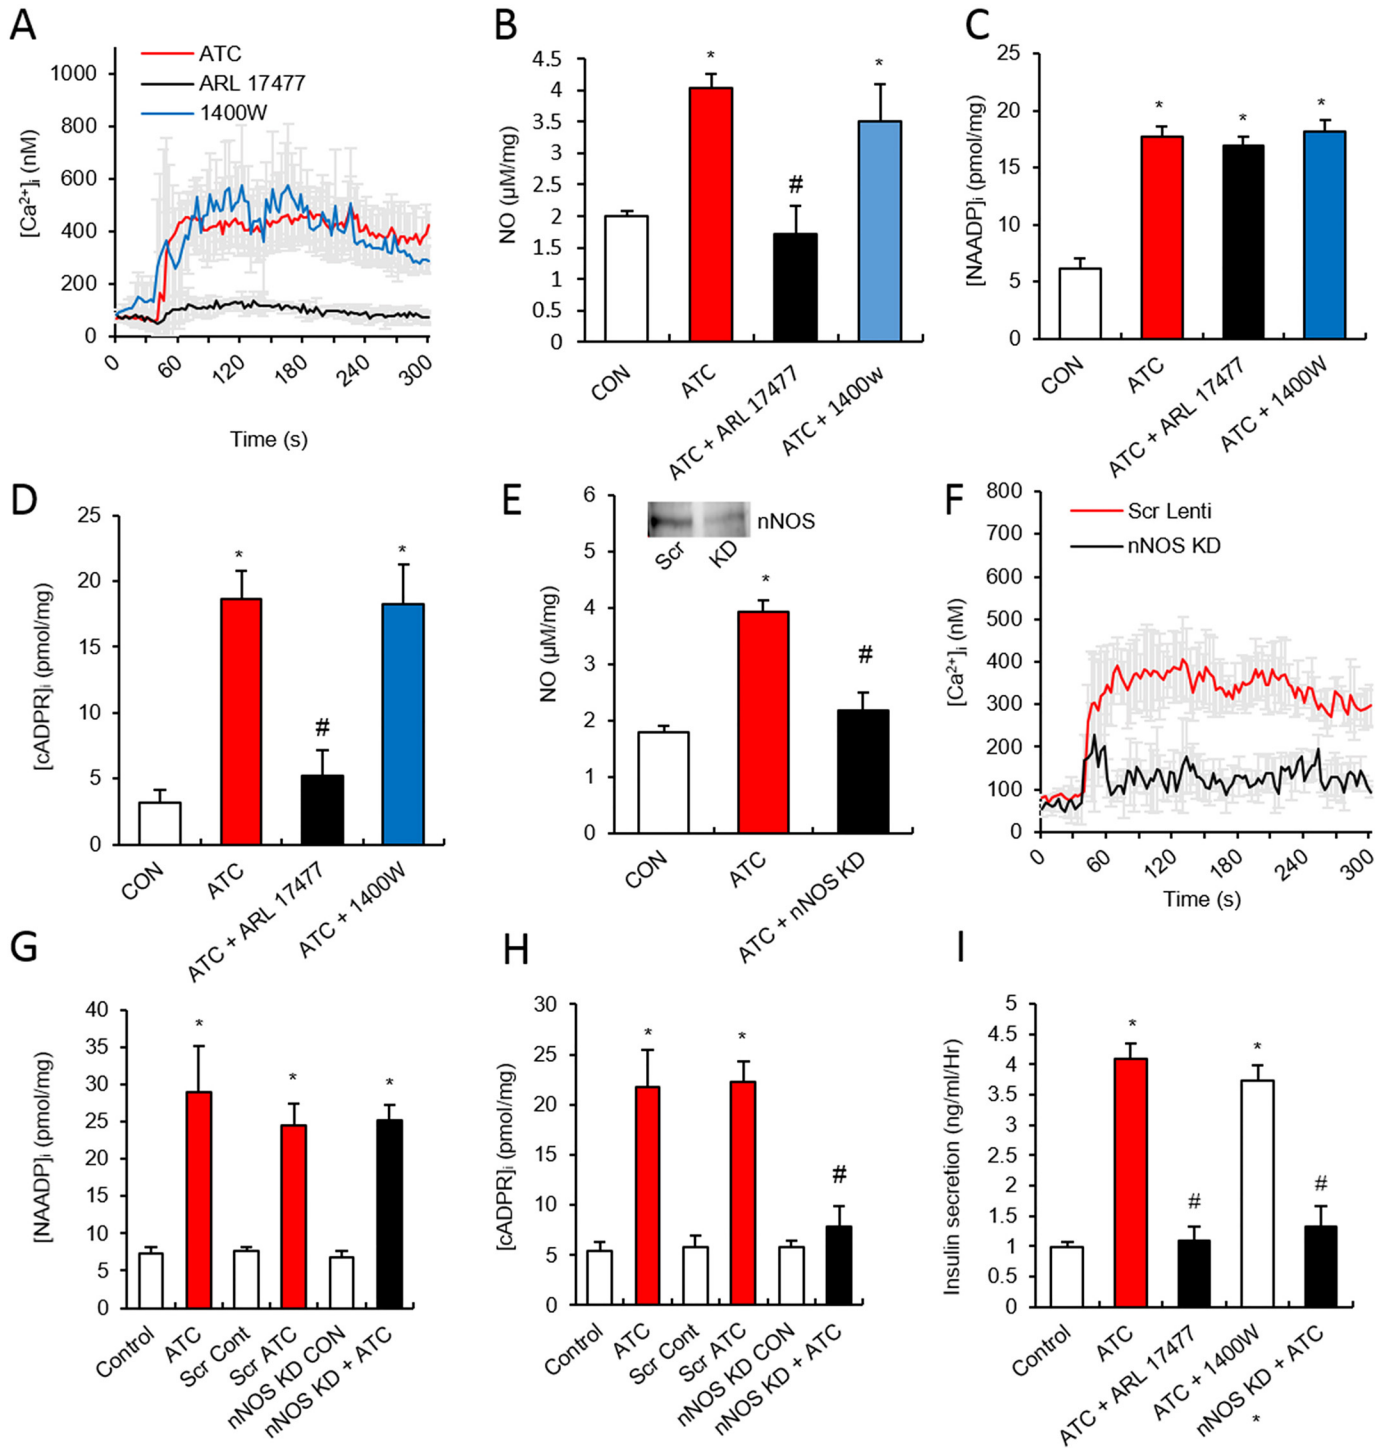 A
ATC
ARL 17477
1400W
[Ca2+]i (nM)
1000
800
600
400
200
0
0 60 120 180 240 300
Time (s)
B
NO (µM/mg)
4.5
4
3.5
3
2.5
2
1.5
1
0.5
0
*
#
*
CON
ATC
ATC + ARL 17477
ATC + 1400w
C
[NAADP]i (pmol/mg)
25
20
15
10
5
0
*
*
*
CON
ATC
ATC + ARL 17477
ATC + 1400W
D
[cADPR]i (pmol/mg)
25
20
15
10
5
0
*
#
*
CON
ATC
ATC + ARL 17477
ATC + 1400W
E
NO (µM/mg)
6
5
4
3
2
1
0
nNOS
Scr
KD
*
#
CON
ATC
ATC + nNOS KD
F
Scr Lenti
nNOS KD
[Ca2+]i (nM)
800
700
600
500
400
300
200
100
0
0 60 120 180 240 300
Time (s)
G
[NAADP]i (pmol/mg)
40
35
30
25
20
15
10
5
0
*
*
*
Control
ATC
Scr Cont
Scr ATC
nNOS KD CON
nNOS KD + ATC
H
[cADPR]i (pmol/mg)
30
25
20
15
10
5
0
*
*
#
Control
ATC
Scr Cont
Scr ATC
nNOS KD CON
nNOS KD + ATC
I
Insulin secretion (ng/ml/Hr)
5
4.5
4
3.5
3
2.5
2
1.5
1
0.5
0
*
#
*
#
Control
ATC
ATC + ARL 17477
ATC + 1400W
nNOS KD + ATC
*